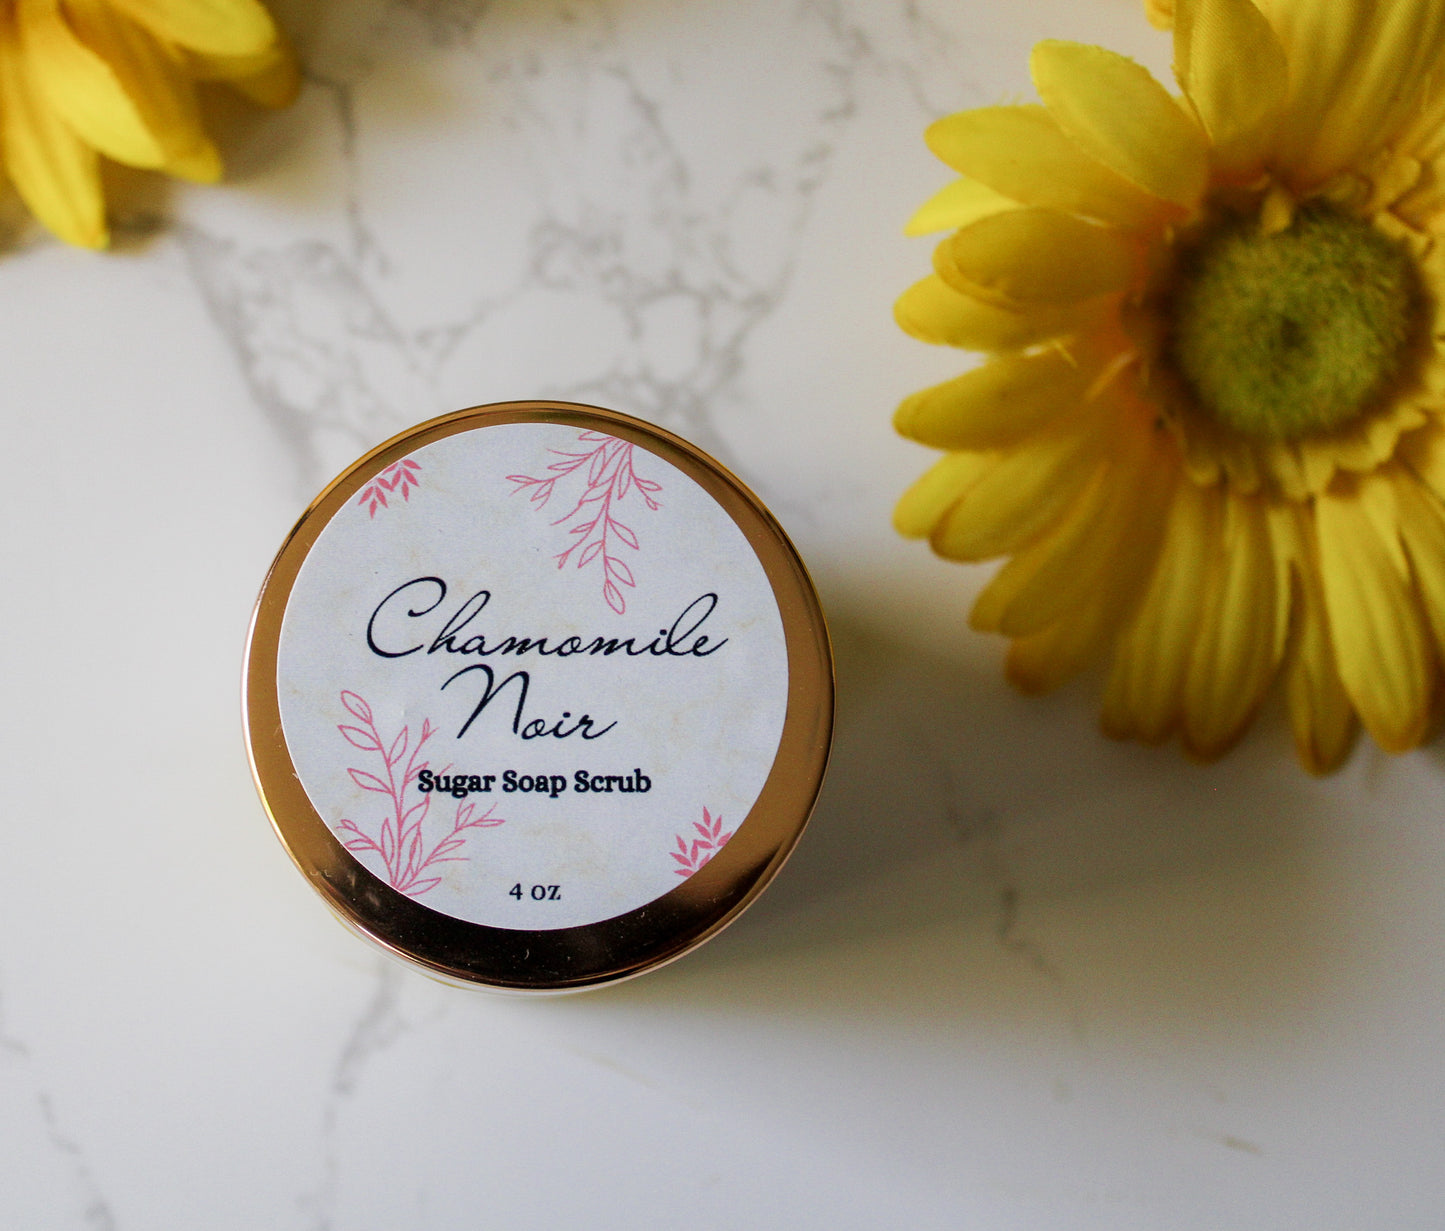 Chamomile
Noir
Sugar Soap Scrub
4 oz